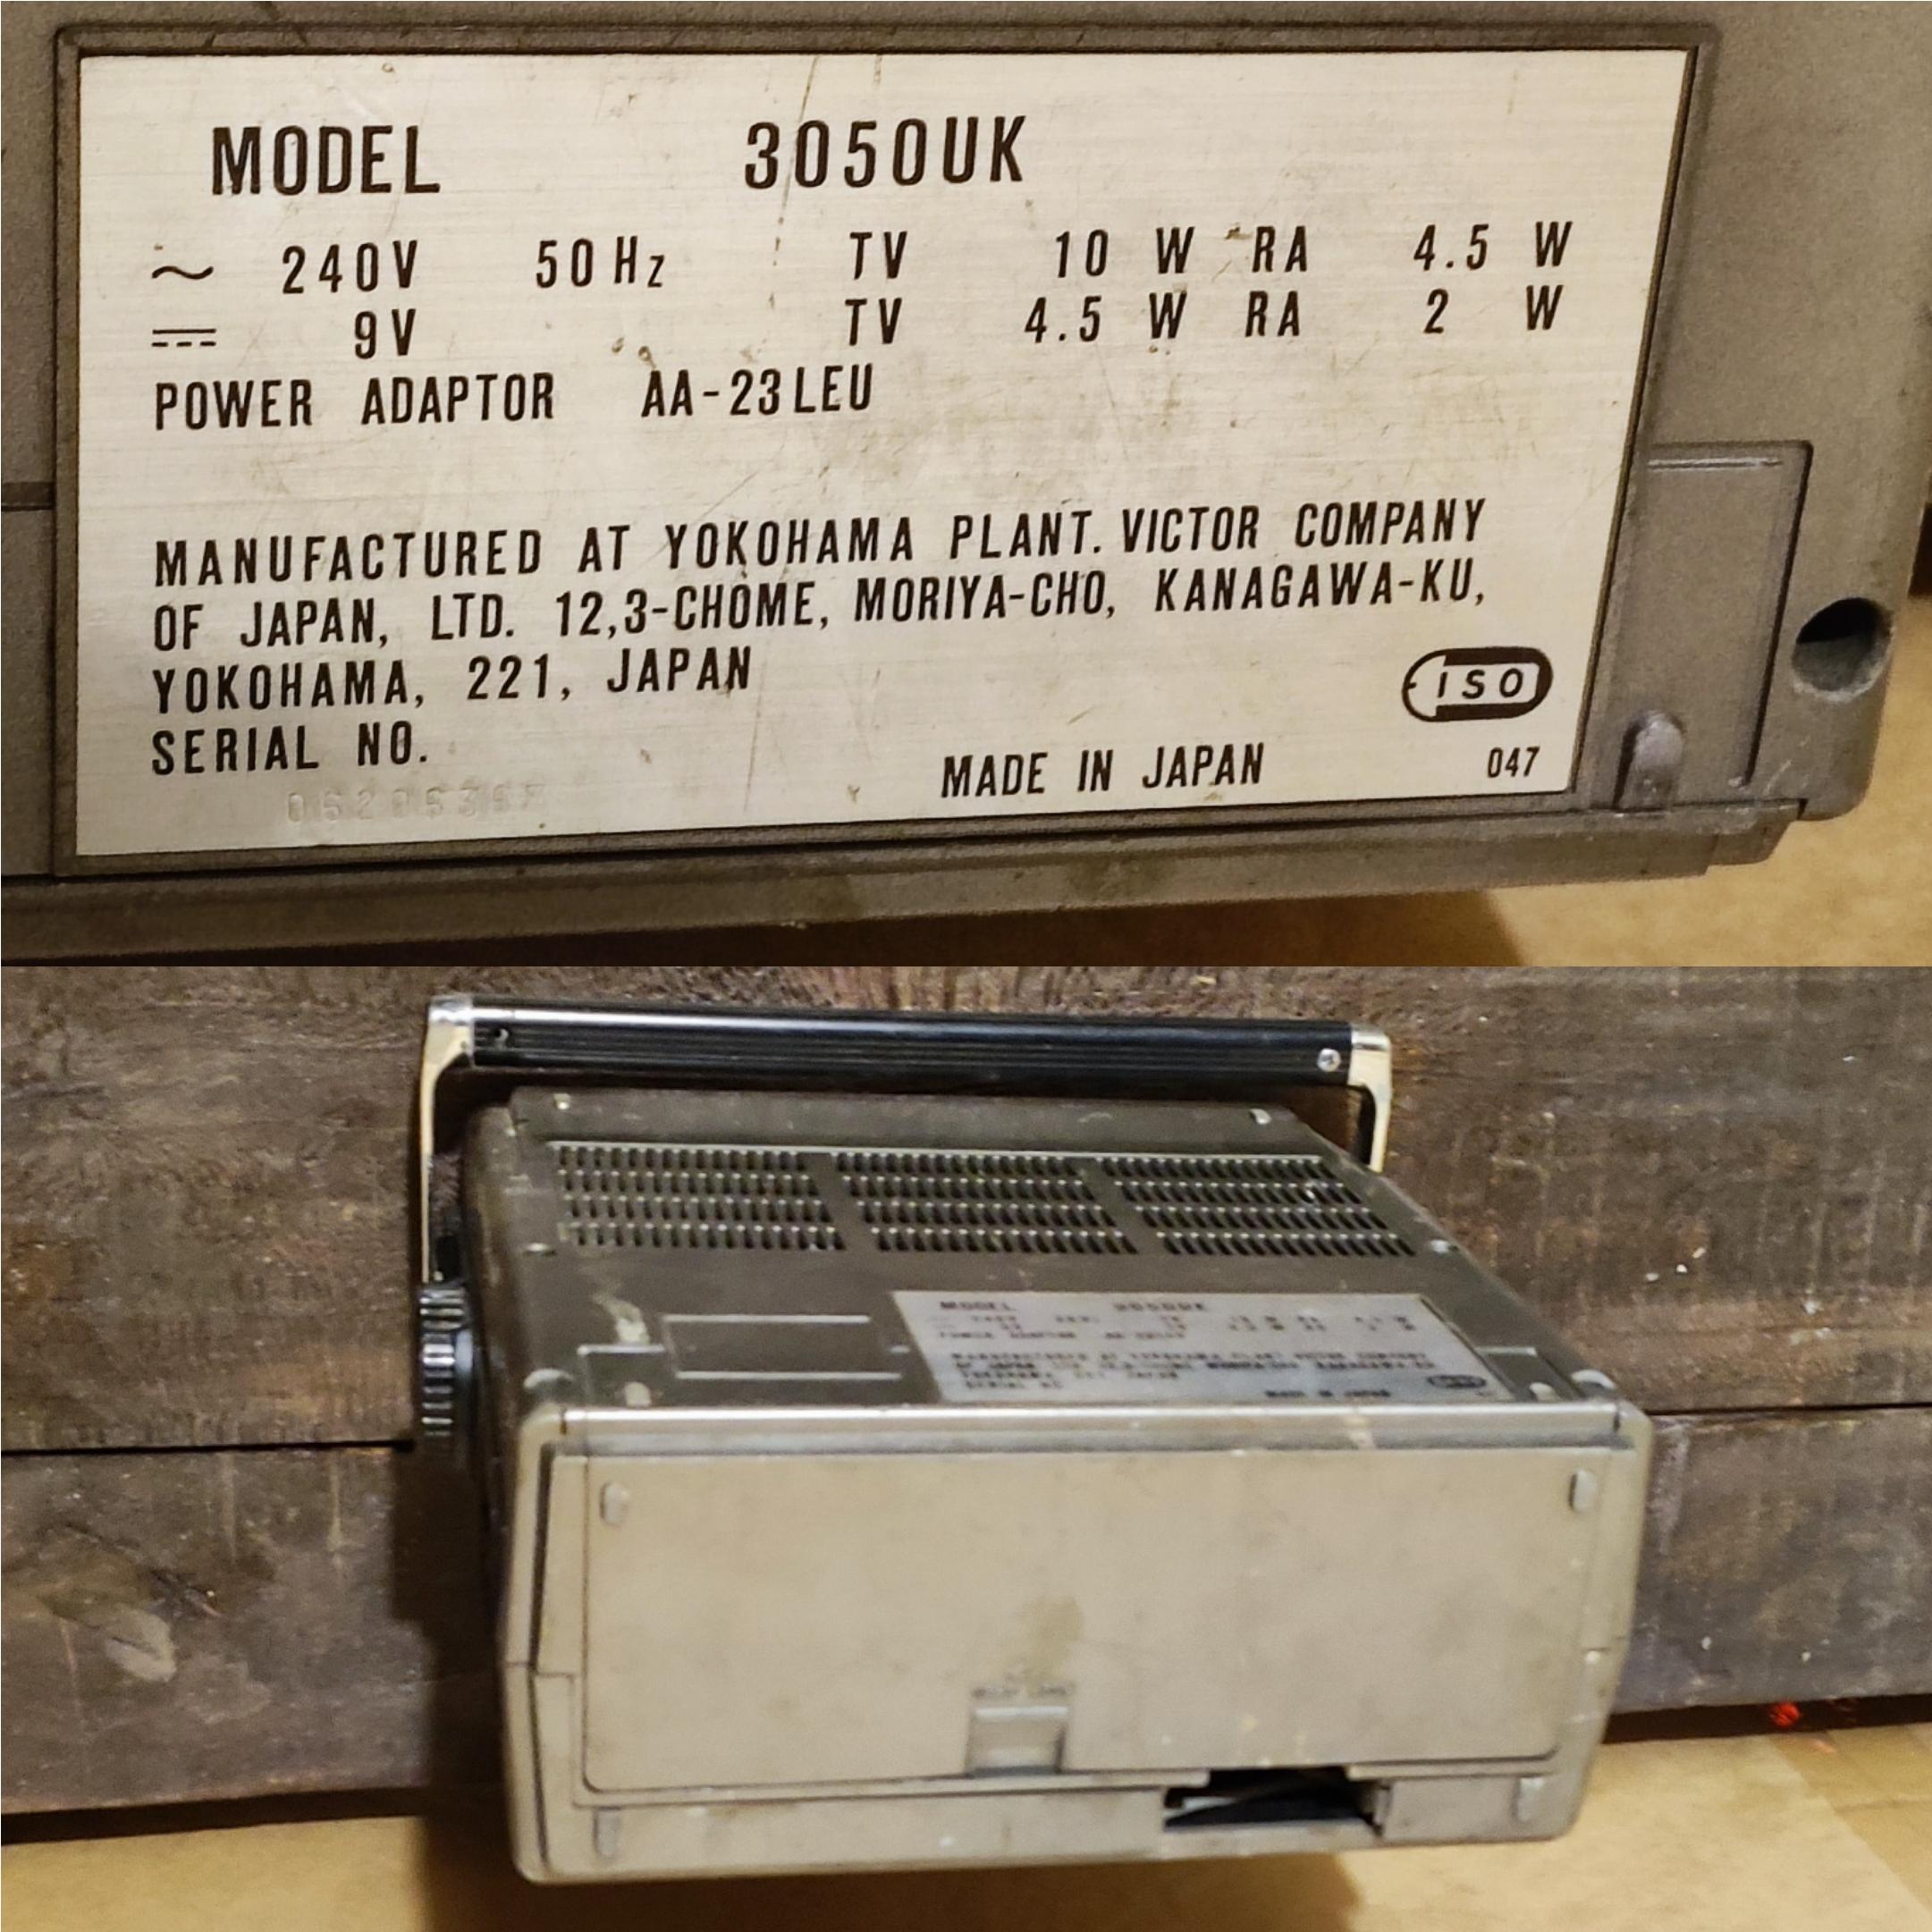 MODEL 3050UK
~ 240V 50Hz TV 10 W RA 4.5 W
⎓ 9V TV 4.5 W RA 2 W
POWER ADAPTOR AA-23LEU
MANUFACTURED AT YOKOHAMA PLANT. VICTOR COMPANY
OF JAPAN, LTD. 12,3-CHOME, MORIYA-CHO, KANAGAWA-KU,
YOKOHAMA, 221, JAPAN
ISO
SERIAL NO.
MADE IN JAPAN 047
MODEL 3050UK